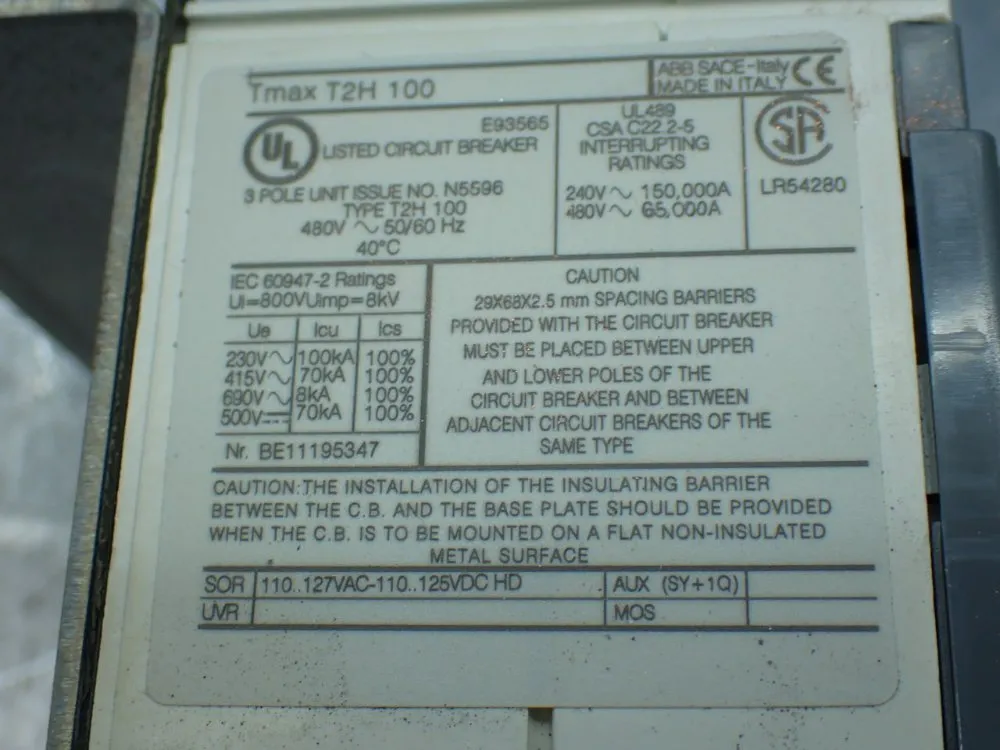 Tmax T2H 100
ABB SACE-Italy
MADE IN ITALY
CE
UL
E93565
LISTED CIRCUIT BREAKER
3 POLE UNIT ISSUE NO. N5596
TYPE T2H 100
480V ∼ 50/60 Hz
40°C
UL489
CSA C22.2-5
INTERRUPTING
RATINGS
240V ∼ 150,000A
480V ∼ 65,000A
SA
LR54280
IEC 60947-2 Ratings
Ui=800VUimp=8kV
Ue Icu Ics
230V∼ 100kA 100%
415V∼ 70kA 100%
690V∼ 8kA 100%
500V⎓ 70kA 100%
Nr. BE11195347
CAUTION
29X68X2.5 mm SPACING BARRIERS
PROVIDED WITH THE CIRCUIT BREAKER
MUST BE PLACED BETWEEN UPPER
AND LOWER POLES OF THE
CIRCUIT BREAKER AND BETWEEN
ADJACENT CIRCUIT BREAKERS OF THE
SAME TYPE
CAUTION:THE INSTALLATION OF THE INSULATING BARRIER
BETWEEN THE C.B. AND THE BASE PLATE SHOULD BE PROVIDED
WHEN THE C.B. IS TO BE MOUNTED ON A FLAT NON-INSULATED
METAL SURFACE
SOR 110..127VAC-110..125VDC HD AUX (SY+1Q)
UVR MOS